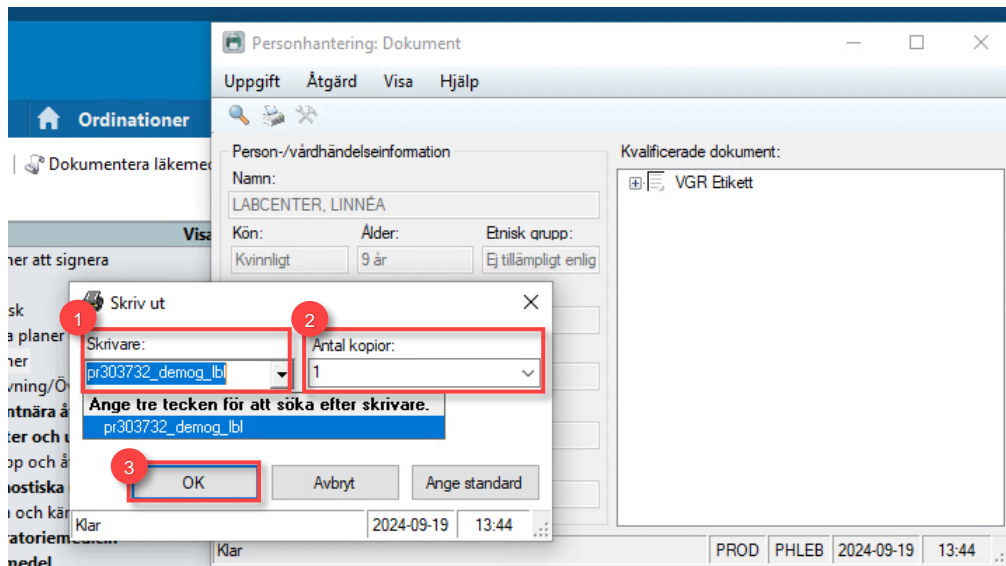 Personhantering: Dokument
Uppgift Åtgärd Visa Hjälp
Ordinationer
Dokumentera läkemed
Person-/vårdhändelseinformation
Kvalificerade dokument:
Namn:
VGR Etikett
LABCENTER, LINNÉA
Visa
Kön: Ålder: Etnisk grupp:
Kvinnligt 9 år Ej tillämpligt enlig
ner att signera
Skriv ut
sk
1 2
a planer
Skrivare: Antal kopior:
ner
pr303732_demog_lbl 1
vning/Öv
Ange tre tecken för att söka efter skrivare.
ntnära å
pr303732_demog_lbl
ter och u
op och å
3
OK Avbryt Ange standard
nostiska
och kär
Klar 2024-09-19 13:44
atoriemedicin
Klar PROD PHLEB 2024-09-19 13:44
medel